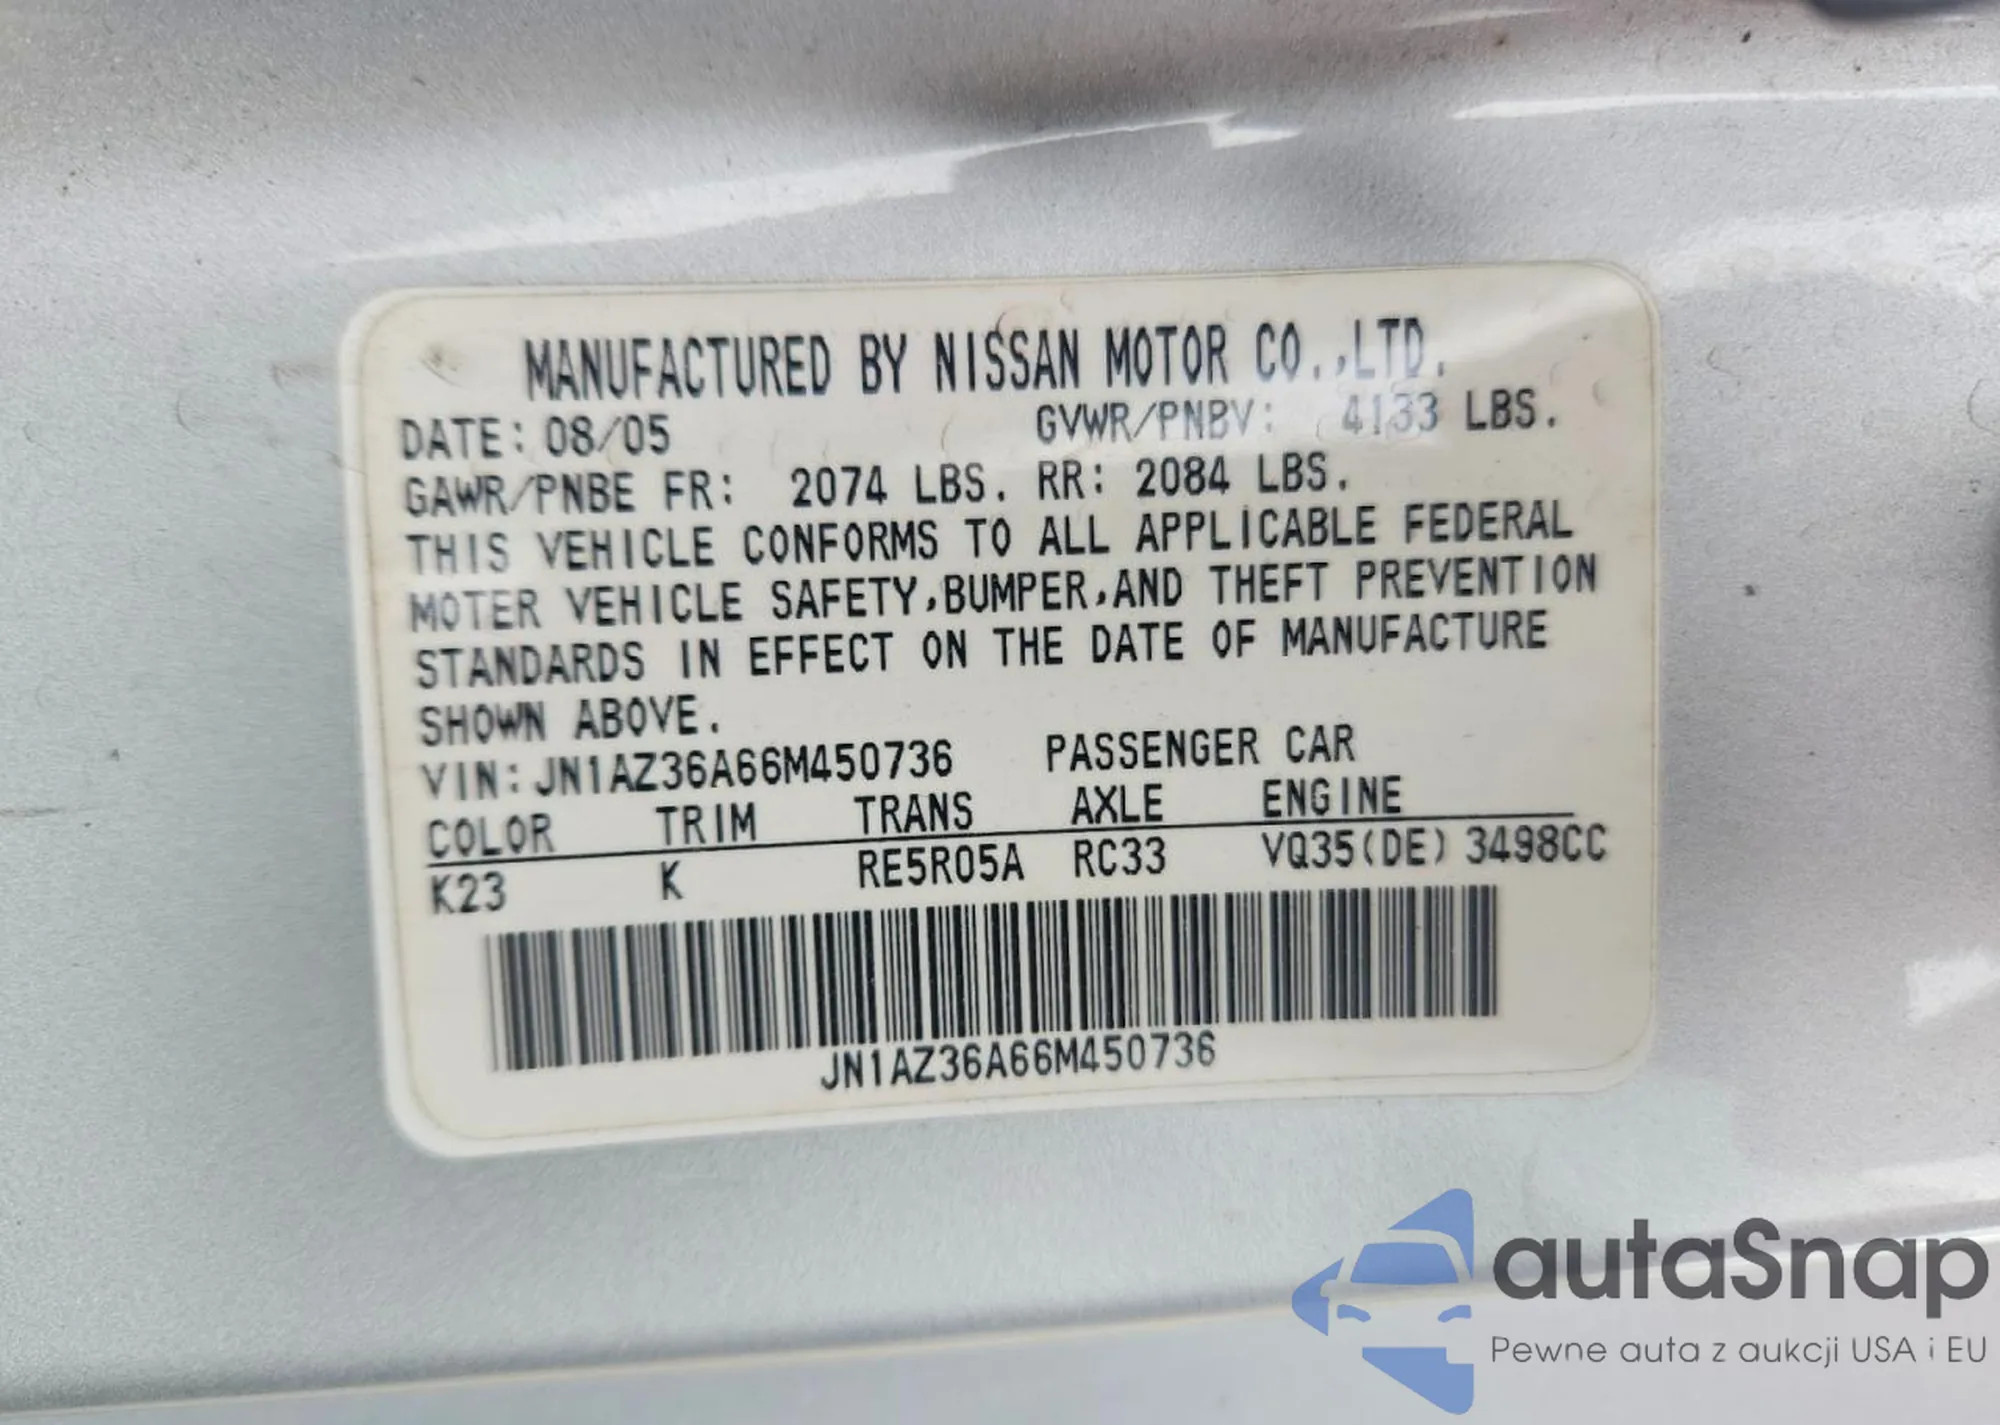 MANUFACTURED BY NISSAN MOTOR CO.,LTD.
DATE: 08/05 GVWR/PNBV: 4133 LBS.
GAWR/PNBE FR: 2074 LBS. RR: 2084 LBS.
THIS VEHICLE CONFORMS TO ALL APPLICABLE FEDERAL
MOTER VEHICLE SAFETY,BUMPER,AND THEFT PREVENTION
STANDARDS IN EFFECT ON THE DATE OF MANUFACTURE
SHOWN ABOVE.
VIN:JN1AZ36A66M450736 PASSENGER CAR
COLOR TRIM TRANS AXLE ENGINE
K23 K RE5R05A RC33 VQ35(DE) 3498CC
JN1AZ36A66M450736
autaSnap
Pewne auta z aukcji USA i EU